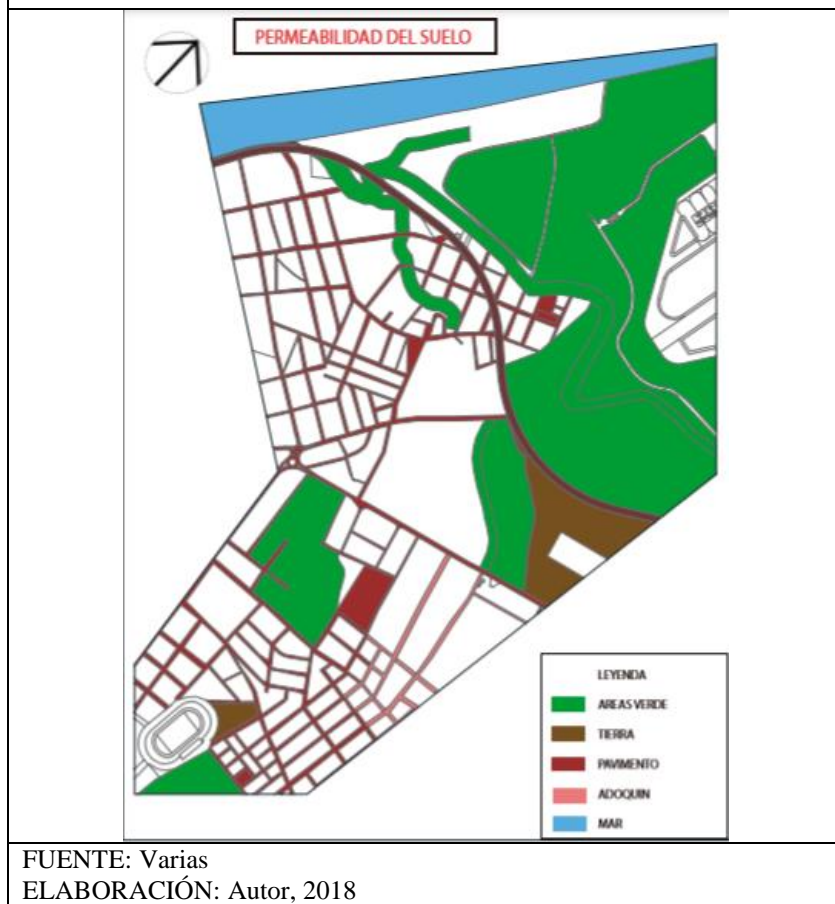 PERMEABILIDAD DEL SUELO
LEYENDA
AREAS VERDE
TIERRA
PAVIMENTO
ADOQUIN
MAR
FUENTE: Varias
ELABORACIÓN: Autor, 2018